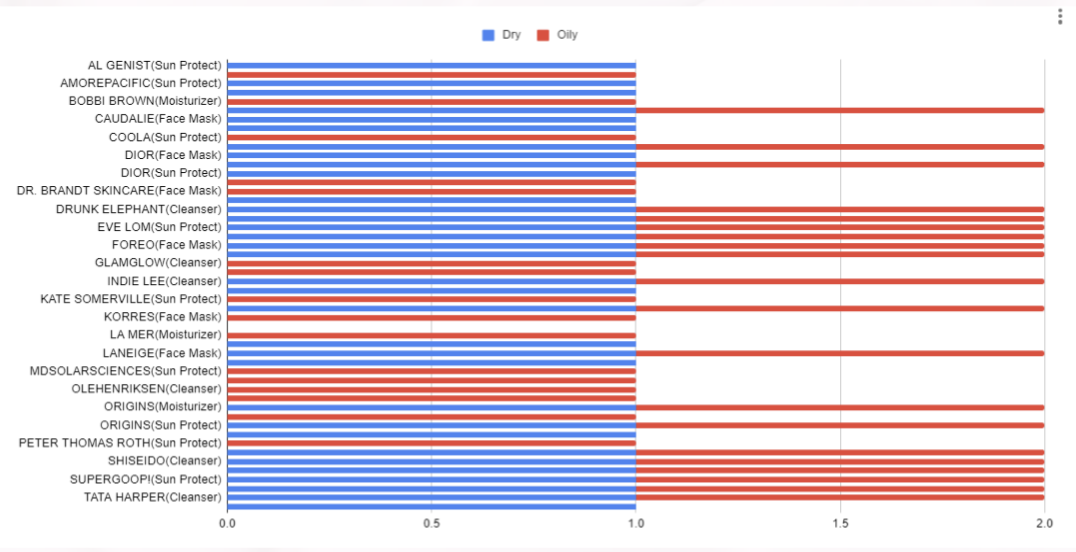 Dry Oily
AL GENIST(Sun Protect)
AMOREPACIFIC(Sun Protect)
BOBBI BROWN(Moisturizer)
CAUDALIE(Face Mask)
COOLA(Sun Protect)
DIOR(Face Mask)
DIOR(Sun Protect)
DR. BRANDT SKINCARE(Face Mask)
DRUNK ELEPHANT(Cleanser)
EVE LOM(Sun Protect)
FOREO(Face Mask)
GLAMGLOW(Cleanser)
INDIE LEE(Cleanser)
KATE SOMERVILLE(Sun Protect)
KORRES(Face Mask)
LA MER(Moisturizer)
LANEIGE(Face Mask)
MDSOLARSCIENCES(Sun Protect)
OLEHENRIKSEN(Cleanser)
ORIGINS(Moisturizer)
ORIGINS(Sun Protect)
PETER THOMAS ROTH(Sun Protect)
SHISEIDO(Cleanser)
SUPERGOOP!(Sun Protect)
TATA HARPER(Cleanser)
0.0 0.5 1.0 1.5 2.0